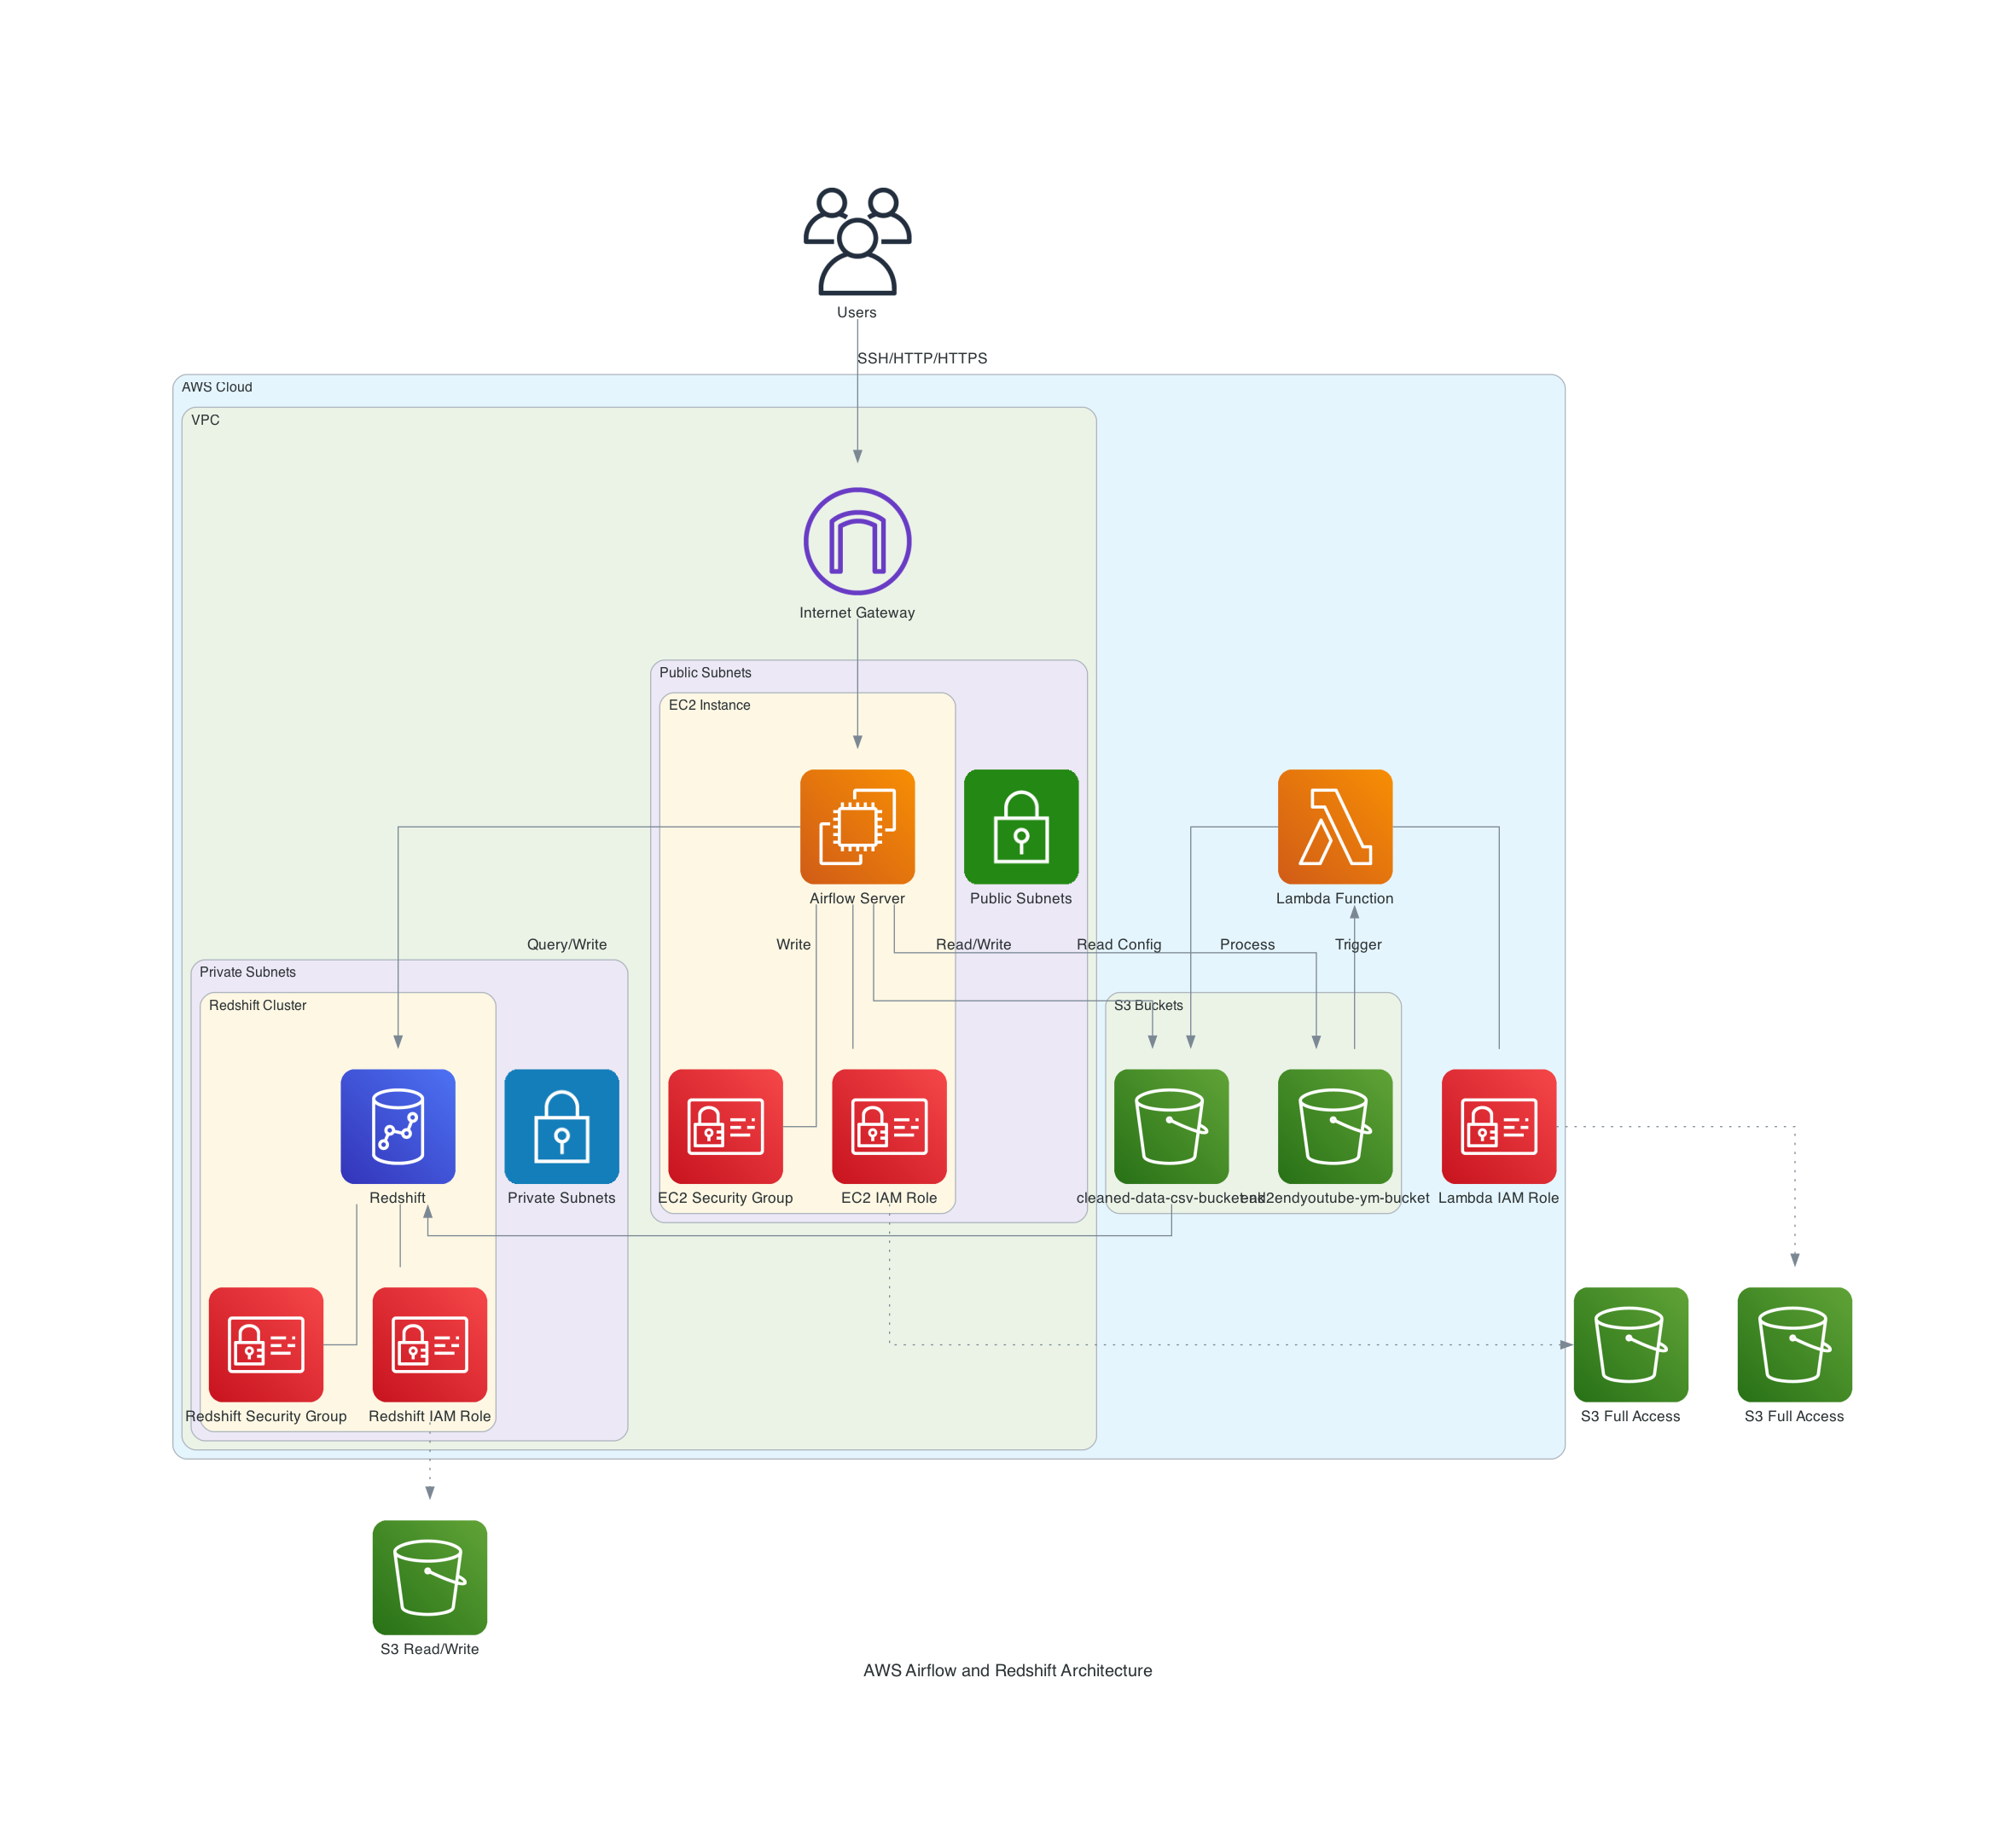 Users
SSH/HTTP/HTTPS
AWS Cloud
VPC
Internet Gateway
Public Subnets
EC2 Instance
Airflow Server
Public Subnets
Lambda Function
Query/Write
Write
Read/Write
Read Config
Process
Trigger
Private Subnets
Redshift Cluster
S3 Buckets
Redshift
Private Subnets
EC2 Security Group
EC2 IAM Role
cleaned-data-csv-bucket
end2endyoutube-ym-bucket
Lambda IAM Role
Redshift Security Group
Redshift IAM Role
S3 Full Access
S3 Full Access
S3 Read/Write
AWS Airflow and Redshift Architecture